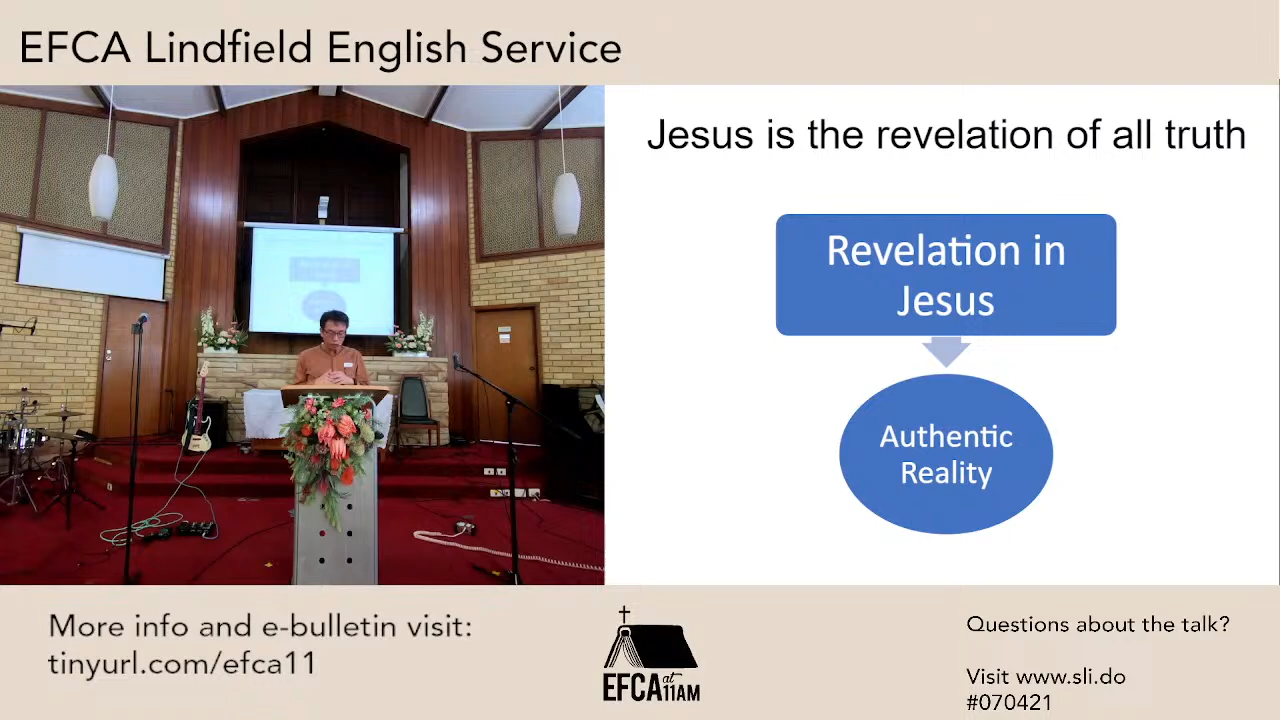 EFCA Lindfield English Service
Jesus is the revelation of all truth
Revelation in
Jesus
Authentic
Reality
More info and e-bulletin visit:
tinyurl.com/efca11
EFCA at 11AM
Questions about the talk?
Visit www.sli.do
#070421